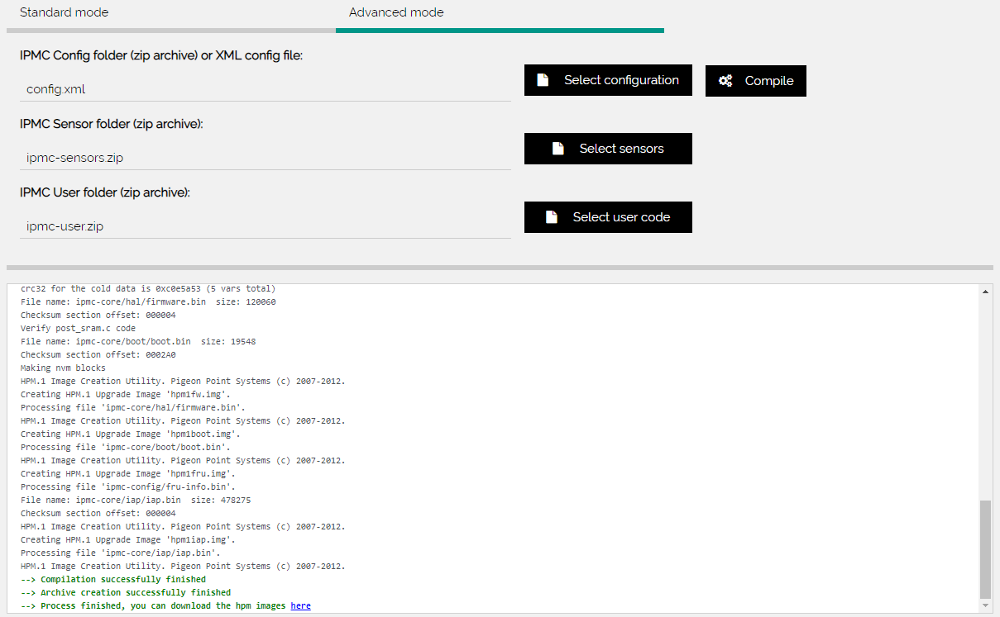 Standard mode
Advanced mode
IPMC Config folder (zip archive) or XML config file:
config.xml
Select configuration
Compile
IPMC Sensor folder (zip archive):
ipmc-sensors.zip
Select sensors
IPMC User folder (zip archive):
ipmc-user.zip
Select user code
crc32 for the cold data is 0xc0e5a53 (5 vars total)
File name: ipmc-core/hal/firmware.bin  size: 120060
Checksum section offset: 000004
Verify post_sram.c code
File name: ipmc-core/boot/boot.bin  size: 19548
Checksum section offset: 0002A0
Making nvm blocks
HPM.1 Image Creation Utility. Pigeon Point Systems (c) 2007-2012.
Creating HPM.1 Upgrade Image 'hpm1fw.img'.
Processing file 'ipmc-core/hal/firmware.bin'.
HPM.1 Image Creation Utility. Pigeon Point Systems (c) 2007-2012.
Creating HPM.1 Upgrade Image 'hpm1boot.img'.
Processing file 'ipmc-core/boot/boot.bin'.
HPM.1 Image Creation Utility. Pigeon Point Systems (c) 2007-2012.
Creating HPM.1 Upgrade Image 'hpm1fru.img'.
Processing file 'ipmc-config/fru-info.bin'.
File name: ipmc-core/iap/iap.bin  size: 478275
Checksum section offset: 000004
HPM.1 Image Creation Utility. Pigeon Point Systems (c) 2007-2012.
Creating HPM.1 Upgrade Image 'hpm1iap.img'.
Processing file 'ipmc-core/iap/iap.bin'.
HPM.1 Image Creation Utility. Pigeon Point Systems (c) 2007-2012.
--> Compilation successfully finished
--> Archive creation successfully finished
--> Process finished, you can download the hpm images here